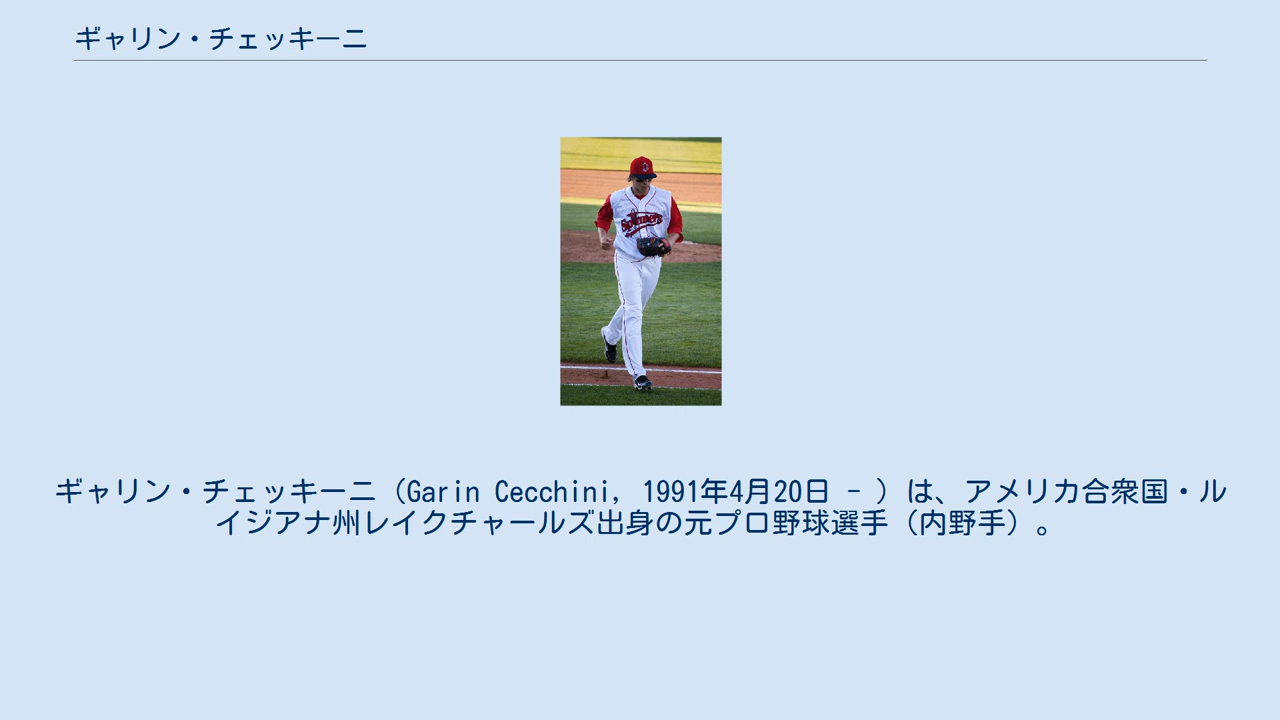 ギャリン・チェッキーニ
Spinners
ギャリン・チェッキーニ（Garin Cecchini, 1991年4月20日 - ）は、アメリカ合衆国・ル
イジアナ州レイクチャールズ出身の元プロ野球選手（内野手）。